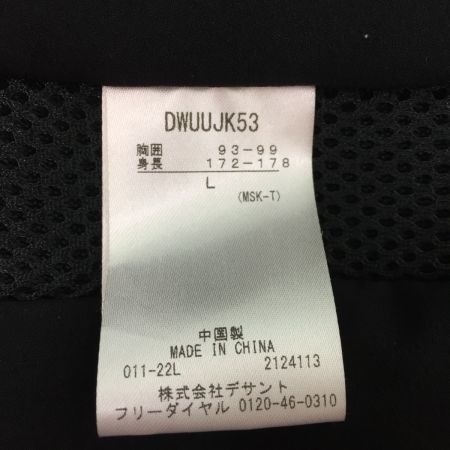 DWUUJK53
胸囲 93-99
身長 172-178
L
(MSK-T)
中国製
MADE IN CHINA
011-22L 2124113
株式会社デサント
フリーダイヤル 0120-46-0310